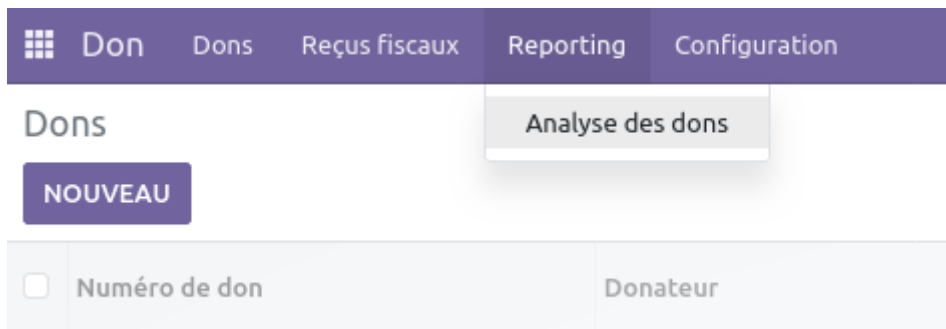 Don Dons Reçus fiscaux Reporting Configuration
Dons
Analyse des dons
NOUVEAU
Numéro de don Donateur